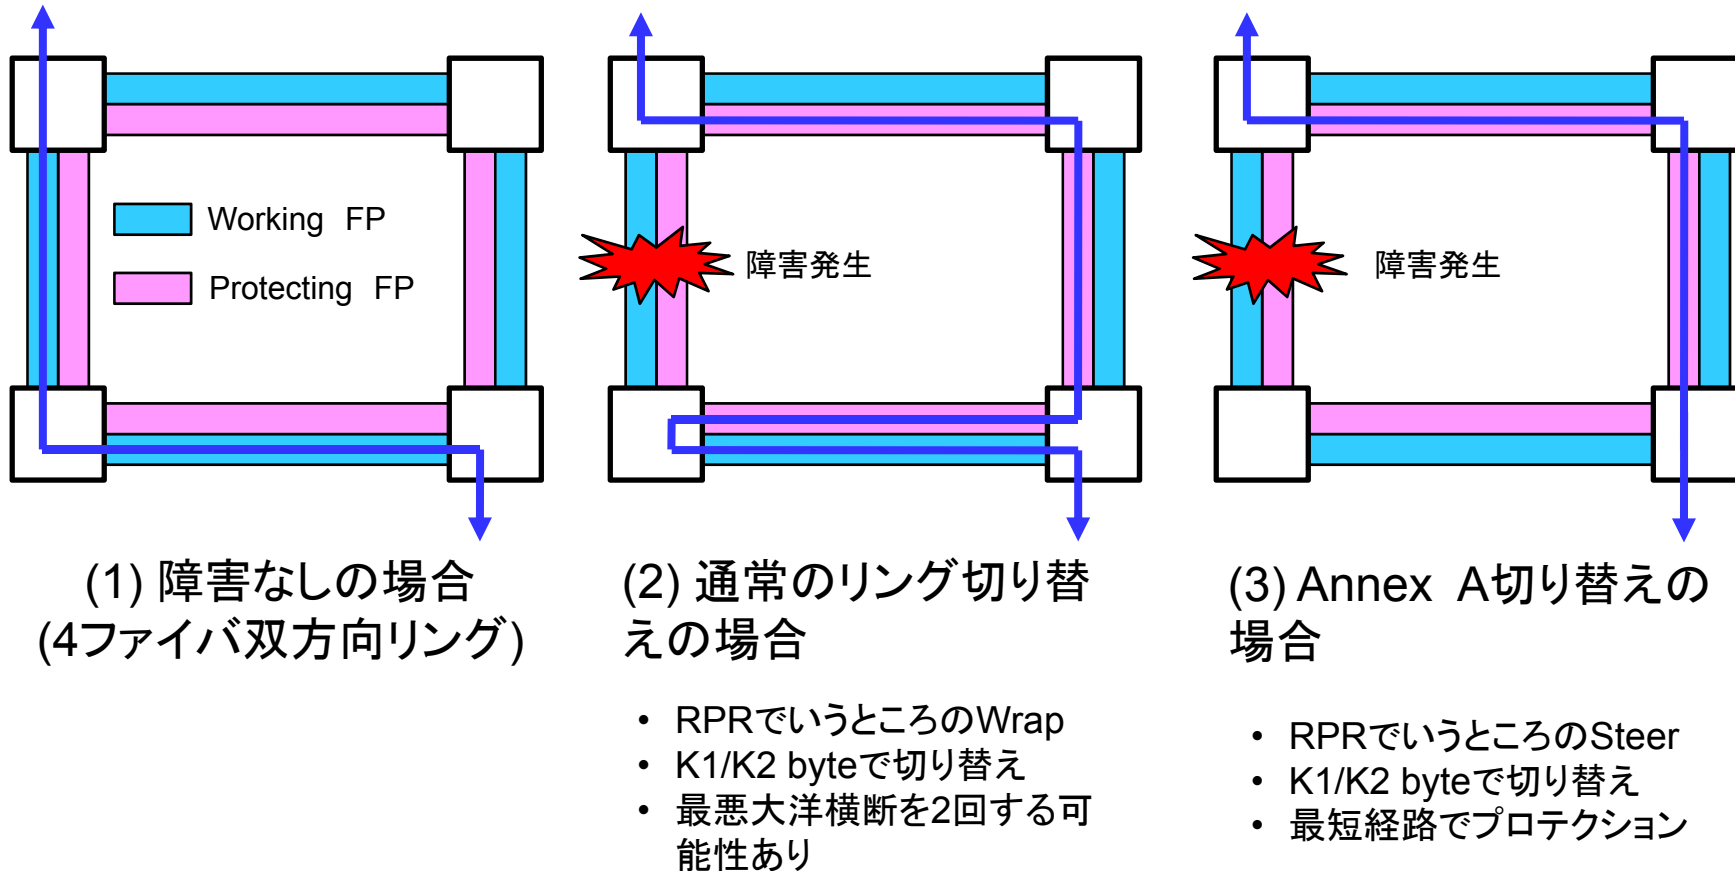 Working FP
Protecting FP
障害発生
障害発生
(1) 障害なしの場合
(4ファイバ双方向リング)
(2) 通常のリング切り替
えの場合
• RPRでいうところのWrap
• K1/K2 byteで切り替え
• 最悪大洋横断を2回する可
能性あり
(3) Annex A切り替えの
場合
• RPRでいうところのSteer
• K1/K2 byteで切り替え
• 最短経路でプロテクション